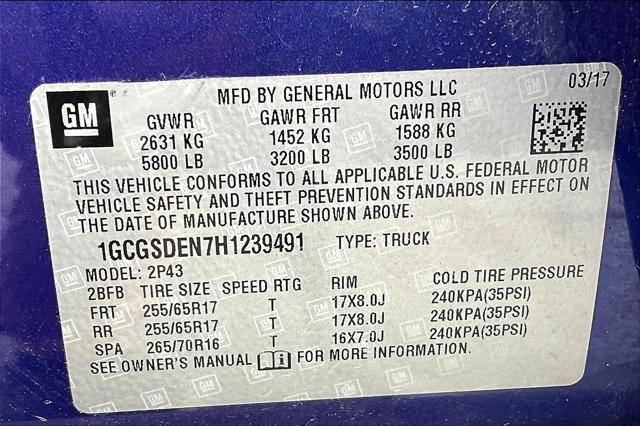 GM
MFD BY GENERAL MOTORS LLC 03/17
GVWR GAWR FRT GAWR RR
2631 KG 1452 KG 1588 KG
5800 LB 3200 LB 3500 LB
THIS VEHICLE CONFORMS TO ALL APPLICABLE U.S. FEDERAL MOTOR
VEHICLE SAFETY AND THEFT PREVENTION STANDARDS IN EFFECT ON
THE DATE OF MANUFACTURE SHOWN ABOVE.
1GCGSDEN7H1239491 TYPE: TRUCK
MODEL: 2P43
2BFB TIRE SIZE SPEED RTG RIM COLD TIRE PRESSURE
FRT 255/65R17 T 17X8.0J 240KPA(35PSI)
RR 255/65R17 T 17X8.0J 240KPA(35PSI)
SPA 265/70R16 T 16X7.0J 240KPA(35PSI)
SEE OWNER'S MANUAL FOR MORE INFORMATION.